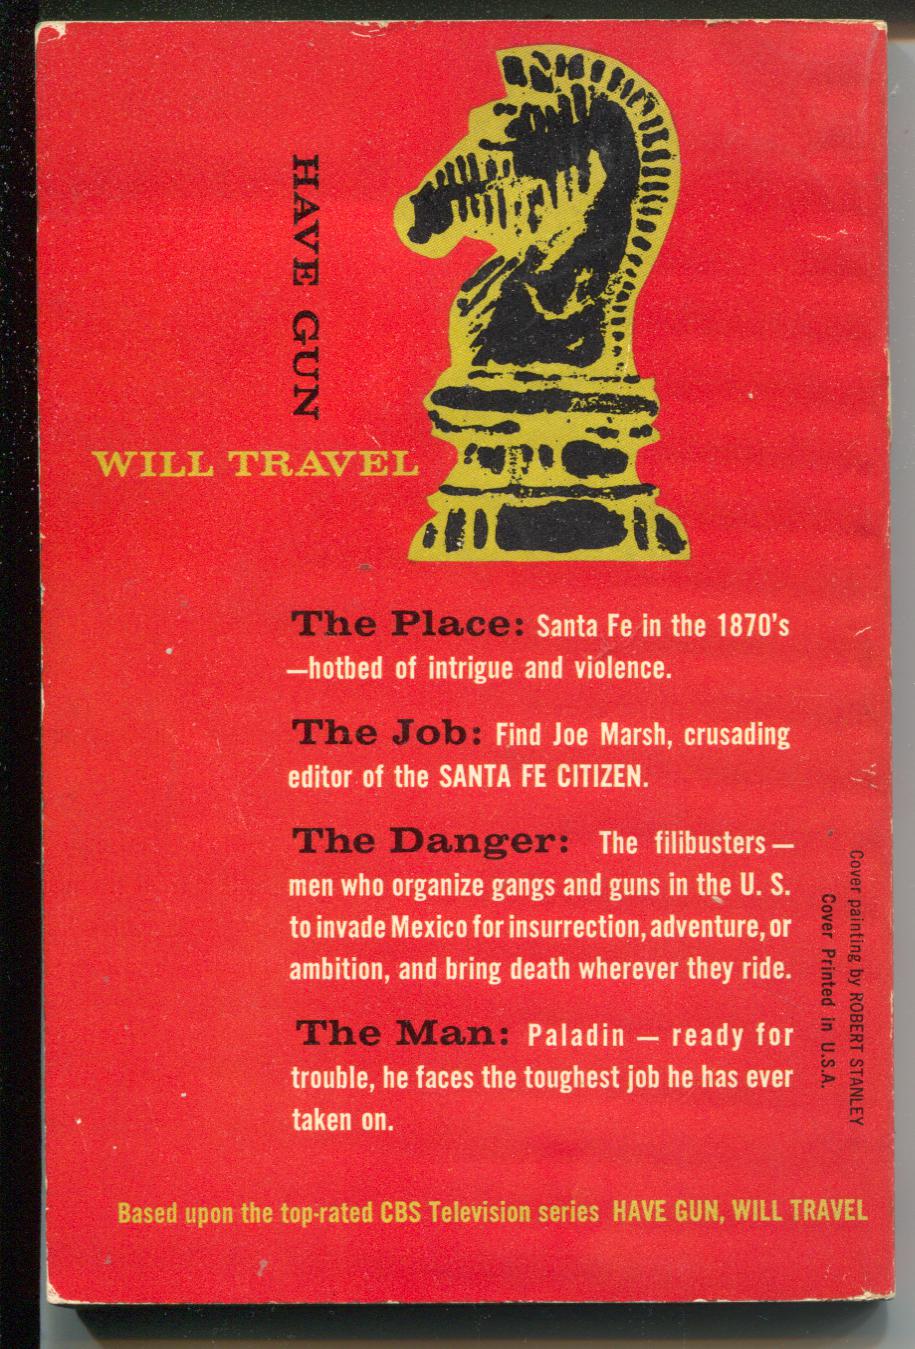 HAVE GUN
WILL TRAVEL
The Place: Santa Fe in the 1870's
—hotbed of intrigue and violence.
The Job: Find Joe Marsh, crusading
editor of the SANTA FE CITIZEN.
The Danger: The filibusters —
men who organize gangs and guns in the U. S.
to invade Mexico for insurrection, adventure, or
ambition, and bring death wherever they ride.
The Man: Paladin — ready for
trouble, he faces the toughest job he has ever
taken on.
Cover painting by ROBERT STANLEY
Cover Printed in U.S.A.
Based upon the top-rated CBS Television series HAVE GUN, WILL TRAVEL